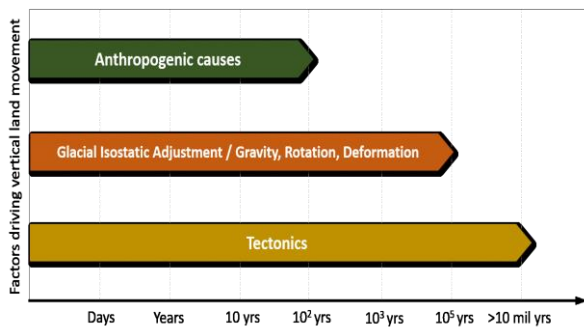 Factors driving vertical land movement
Anthropogenic causes
Glacial Isostatic Adjustment / Gravity, Rotation, Deformation
Tectonics
Days Years 10 yrs 10² yrs 10³ yrs 10⁵ yrs >10 mil yrs